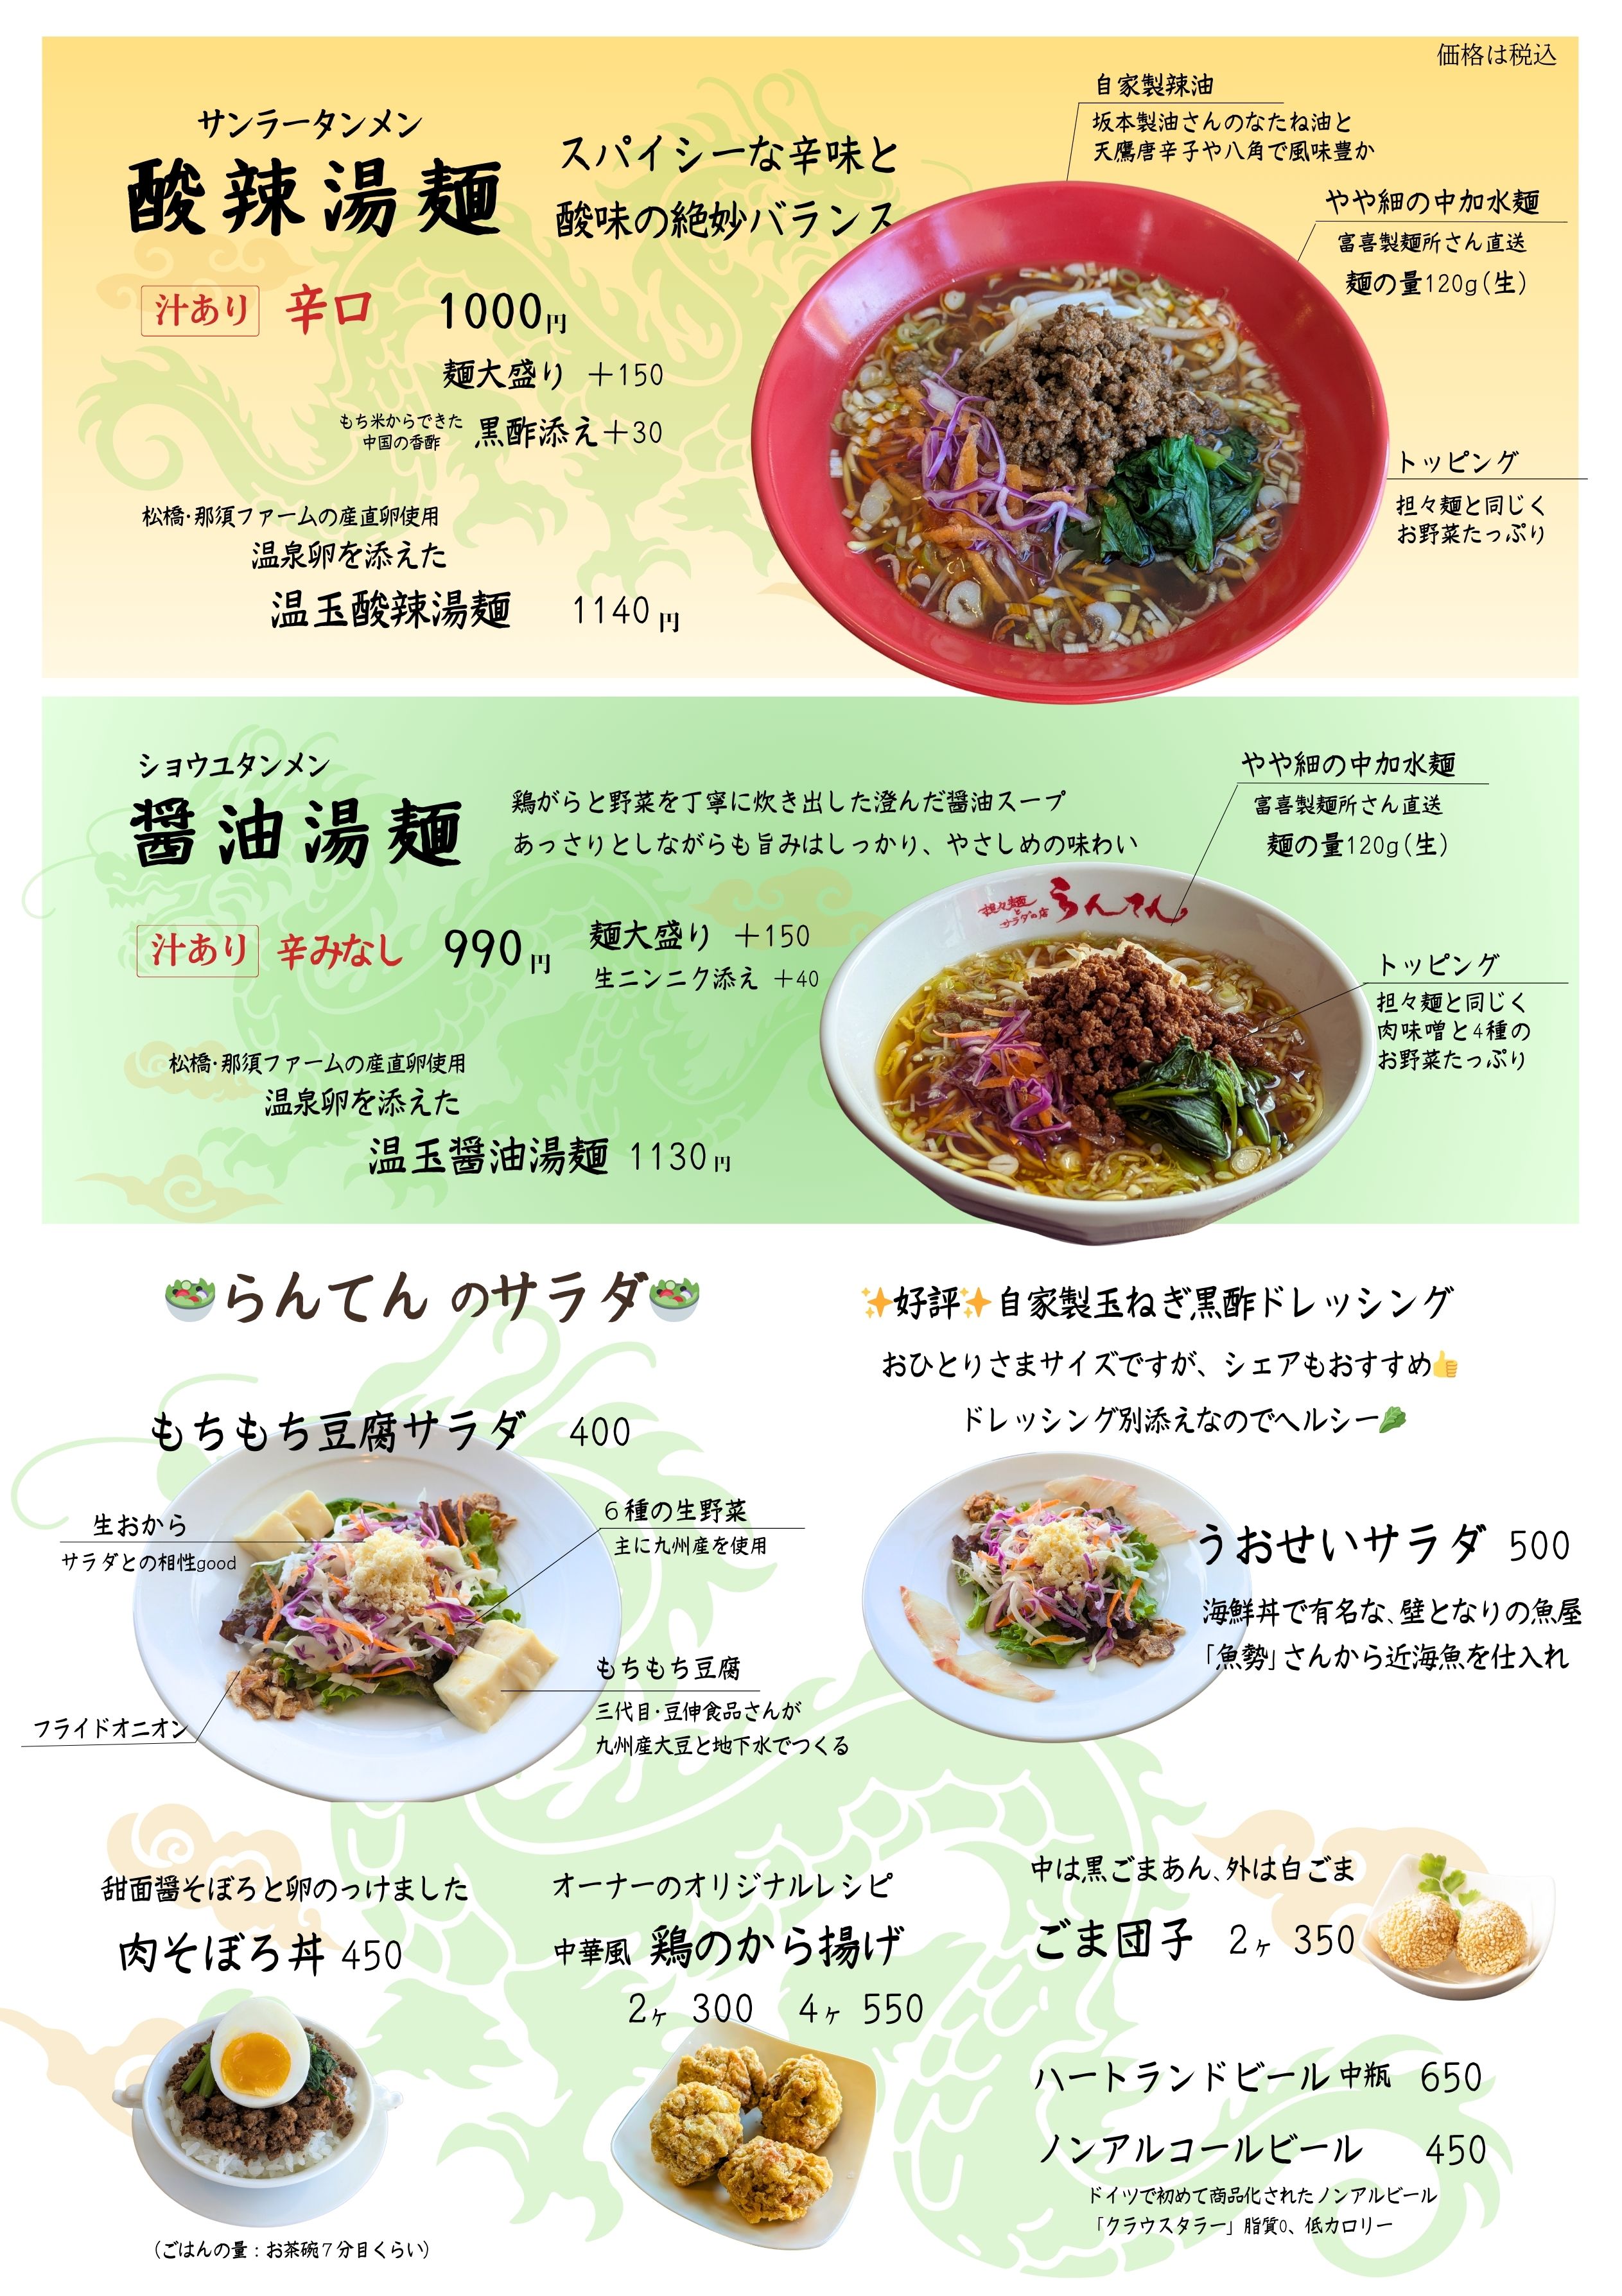 価格は税込
サンラータンメン
酸辣湯麺
スパイシーな辛味と
酸味の絶妙バランス
汁あり 辛口 1000円
麺大盛り ＋150
もち米からできた
中国の香酢
黒酢添え＋30
松橋･那須ファームの産直卵使用
温泉卵を添えた
温玉酸辣湯麺 1140円
自家製辣油
坂本製油さんのなたね油と
天鷹唐辛子や八角で風味豊か
やや細の中加水麺
富喜製麺所さん直送
麺の量120g(生)
トッピング
担々麺と同じく
お野菜たっぷり
ショウユタンメン
醤油湯麺
鶏がらと野菜を丁寧に炊き出した澄んだ醤油スープ
あっさりとしながらも旨みはしっかり、やさしめの味わい
汁あり 辛みなし 990円
麺大盛り ＋150
生ニンニク添え ＋40
松橋･那須ファームの産直卵使用
温泉卵を添えた
温玉醤油湯麺 1130円
やや細の中加水麺
富喜製麺所さん直送
麺の量120g(生)
担々麺
と
サラダの店
らんてん
トッピング
担々麺と同じく
肉味噌と4種の
お野菜たっぷり
🥗らんてん のサラダ🥗
✨好評✨自家製玉ねぎ黒酢ドレッシング
おひとりさまサイズですが、シェアもおすすめ👍
ドレッシング別添えなのでヘルシー🥬
もちもち豆腐サラダ 400
生おから
サラダとの相性good
６種の生野菜
主に九州産を使用
もちもち豆腐
三代目･豆伸食品さんが
九州産大豆と地下水でつくる
フライドオニオン
うおせいサラダ 500
海鮮丼で有名な､壁となりの魚屋
｢魚勢｣さんから近海魚を仕入れ
甜面醤そぼろと卵のっけました
肉そぼろ丼 450
（ごはんの量：お茶碗７分目くらい）
オーナーのオリジナルレシピ
中華風 鶏のから揚げ
2ヶ 300 4ヶ 550
中は黒ごまあん､外は白ごま
ごま団子 2ヶ 350
ハートランドビール中瓶 650
ノンアルコールビール 450
ドイツで初めて商品化されたノンアルビール
「クラウスタラー」脂質0、低カロリー